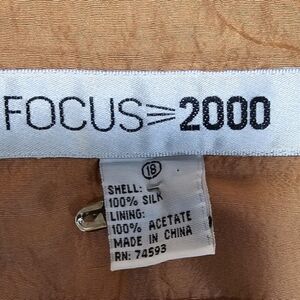 FOCUS 2000
18
SHELL:
100% SILK
LINING:
100% ACETATE
MADE IN CHINA
RN: 74593